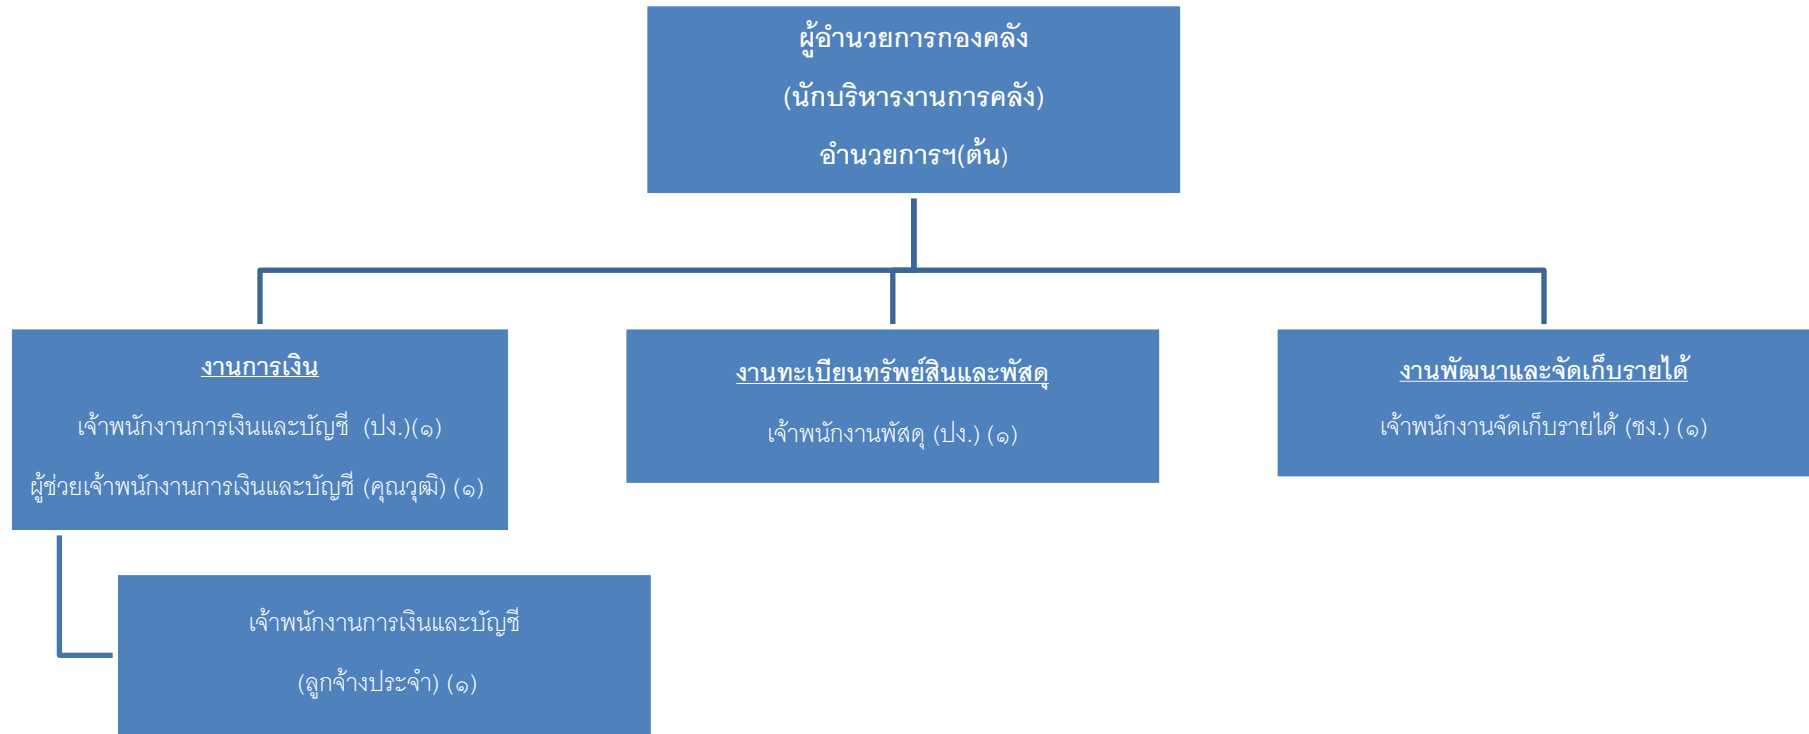 ผู้อำนวยการกองคลัง
(นักบริหารงานการคลัง)
อำนวยการฯ(ต้น)
งานการเงิน
เจ้าพนักงานการเงินและบัญชี (ปง.)(๑)
ผู้ช่วยเจ้าพนักงานการเงินและบัญชี (คุณวุฒิ) (๑)
เจ้าพนักงานการเงินและบัญชี
(ลูกจ้างประจำ) (๑)
งานทะเบียนทรัพย์สินและพัสดุ
เจ้าพนักงานพัสดุ (ปง.) (๑)
งานพัฒนาและจัดเก็บรายได้
เจ้าพนักงานจัดเก็บรายได้ (ชง.) (๑)